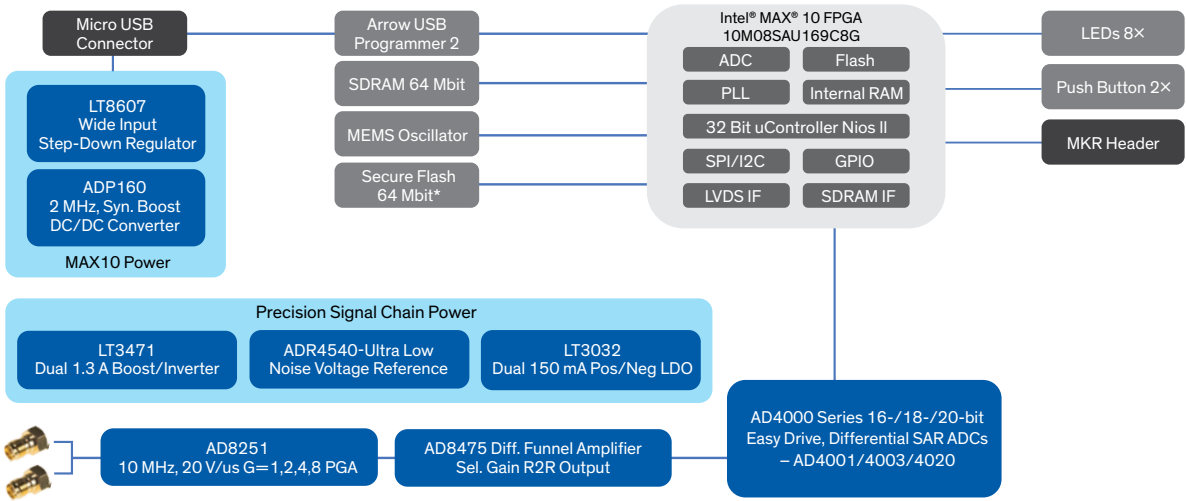 Micro USB
Connector
Arrow USB
Programmer 2
SDRAM 64 Mbit
MEMS Oscillator
Secure Flash
64 Mbit*
Intel® MAX® 10 FPGA
10M08SAU169C8G
ADC
Flash
PLL
Internal RAM
32 Bit uController Nios II
SPI/I2C
GPIO
LVDS IF
SDRAM IF
LEDs 8×
Push Button 2×
MKR Header
LT8607
Wide Input
Step-Down Regulator
ADP160
2 MHz, Syn. Boost
DC/DC Converter
MAX10 Power
Precision Signal Chain Power
LT3471
Dual 1.3 A Boost/Inverter
ADR4540-Ultra Low
Noise Voltage Reference
LT3032
Dual 150 mA Pos/Neg LDO
AD8251
10 MHz, 20 V/us G=1,2,4,8 PGA
AD8475 Diff. Funnel Amplifier
Sel. Gain R2R Output
AD4000 Series 16-/18-/20-bit
Easy Drive, Differential SAR ADCs
– AD4001/4003/4020